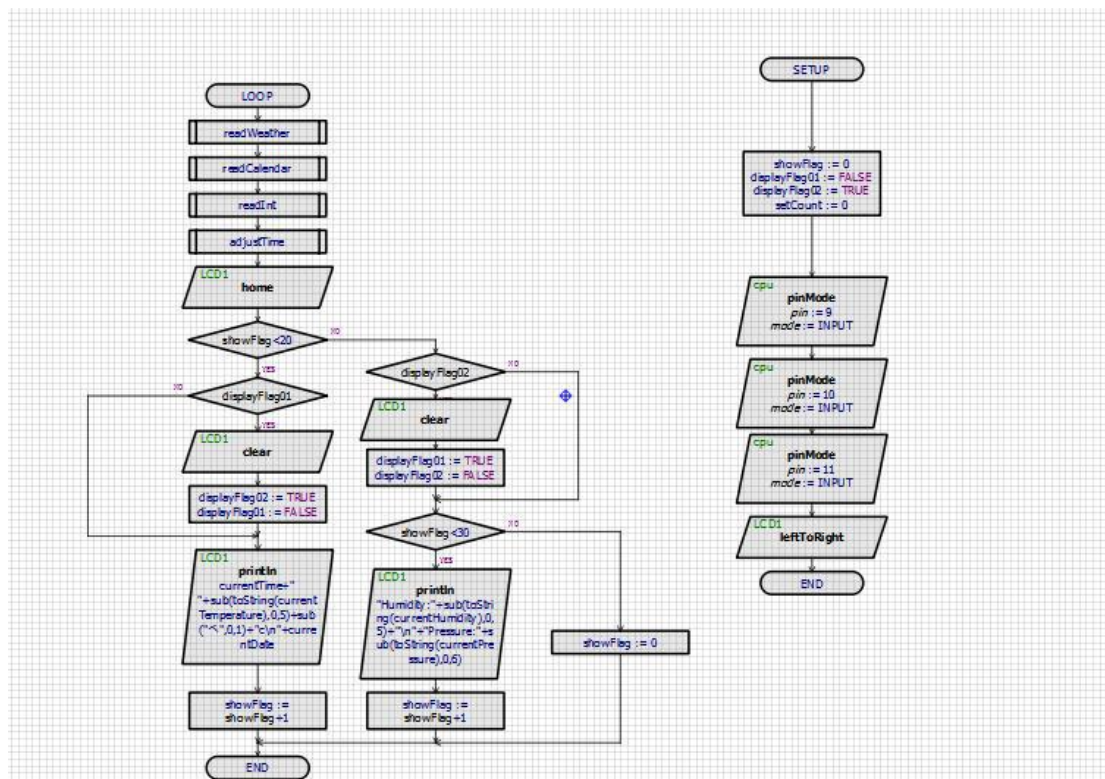 LOOP
readWeather
readCalendar
readInt
adjustTime
LCD1
home
showFlag<20
NO
YES
displayFlag01
NO
YES
LCD1
clear
displayFlag02 := TRUE
displayFlag01 := FALSE
LCD1
println
currentTime+"
"+sub(toString(current
Temperature),0,5)+sub
0,1)+"c\n"+curre
ntDate
showFlag :=
showFlag+1
END
displayFlag02
NO
LCD1
clear
displayFlag01 := TRUE
displayFlag02 := FALSE
showFlag<30
NO
YES
LCD1
println
"Humidity:"+sub(toStri
ng(currentHumidity),0,
5)+"\n"+"Pressure:"+s
ub(toString(currentPre
ssure),0,6)
showFlag :=
showFlag+1
showFlag := 0
SETUP
showFlag := 0
displayFlag01 := FALSE
displayFlag02 := TRUE
setCount := 0
cpu
pinMode
pin := 9
mode := INPUT
cpu
pinMode
pin := 10
mode := INPUT
cpu
pinMode
pin := 11
mode := INPUT
LCD1
leftToRight
END